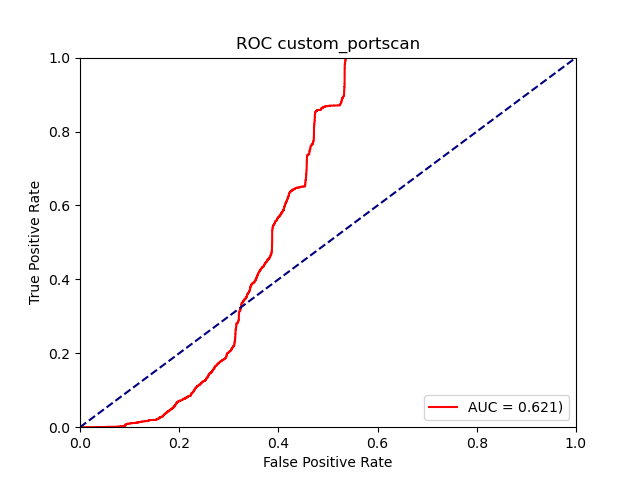 ROC custom_portscan
1.0
0.8
0.6
0.4
0.2
0.0
True Positive Rate
AUC = 0.621)
0.0 0.2 0.4 0.6 0.8 1.0
False Positive Rate